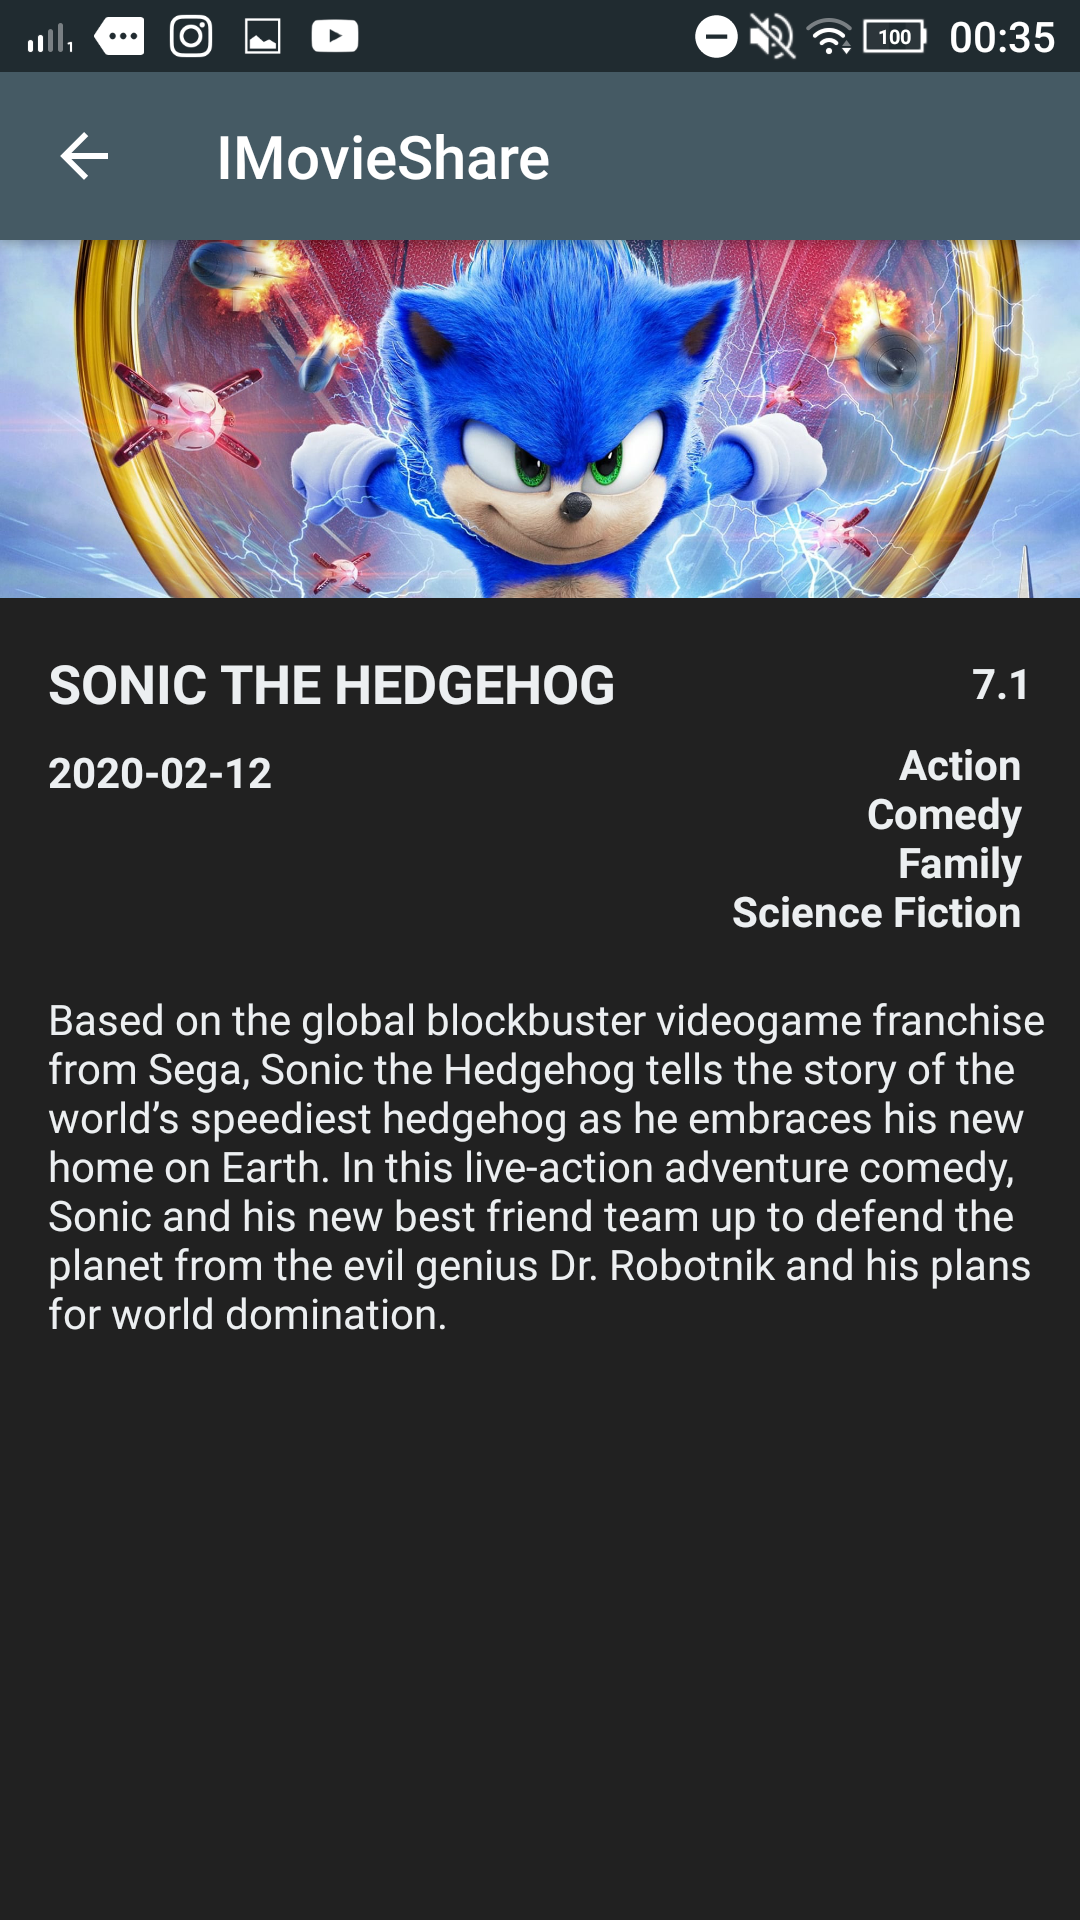 100 00:35
IMovieShare
SONIC THE HEDGEHOG 7.1
2020-02-12
Action
Comedy
Family
Science Fiction
Based on the global blockbuster videogame franchise
from Sega, Sonic the Hedgehog tells the story of the
world’s speediest hedgehog as he embraces his new
home on Earth. In this live-action adventure comedy,
Sonic and his new best friend team up to defend the
planet from the evil genius Dr. Robotnik and his plans
for world domination.